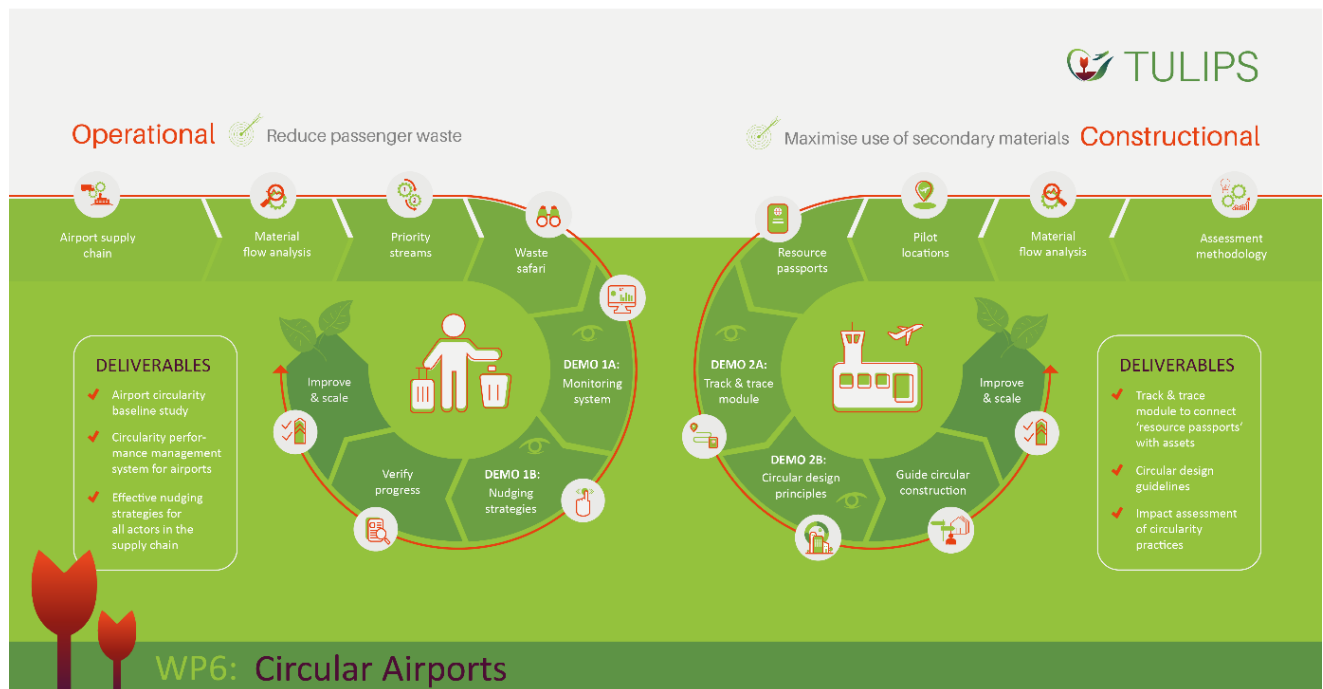 TULIPS
Operational
Reduce passenger waste
Maximise use of secondary materials
Constructional
Airport supply
chain
Material
flow analysis
Priority
streams
Waste
safari
DEMO 1A:
Monitoring
system
DEMO 1B:
Nudging
strategies
Verify
progress
Improve
& scale
DELIVERABLES
Airport circularity
baseline study
Circularity perfor-
mance management
system for airports
Effective nudging
strategies for
all actors in the
supply chain
Resource
passports
Pilot
locations
Material
flow analysis
Assessment
methodology
DEMO 2A:
Track & trace
module
DEMO 2B:
Circular design
principles
Guide circular
construction
Improve
& scale
DELIVERABLES
Track & trace
module to connect
‘resource passports’
with assets
Circular design
guidelines
Impact assessment
of circularity
practices
WP6: Circular Airports